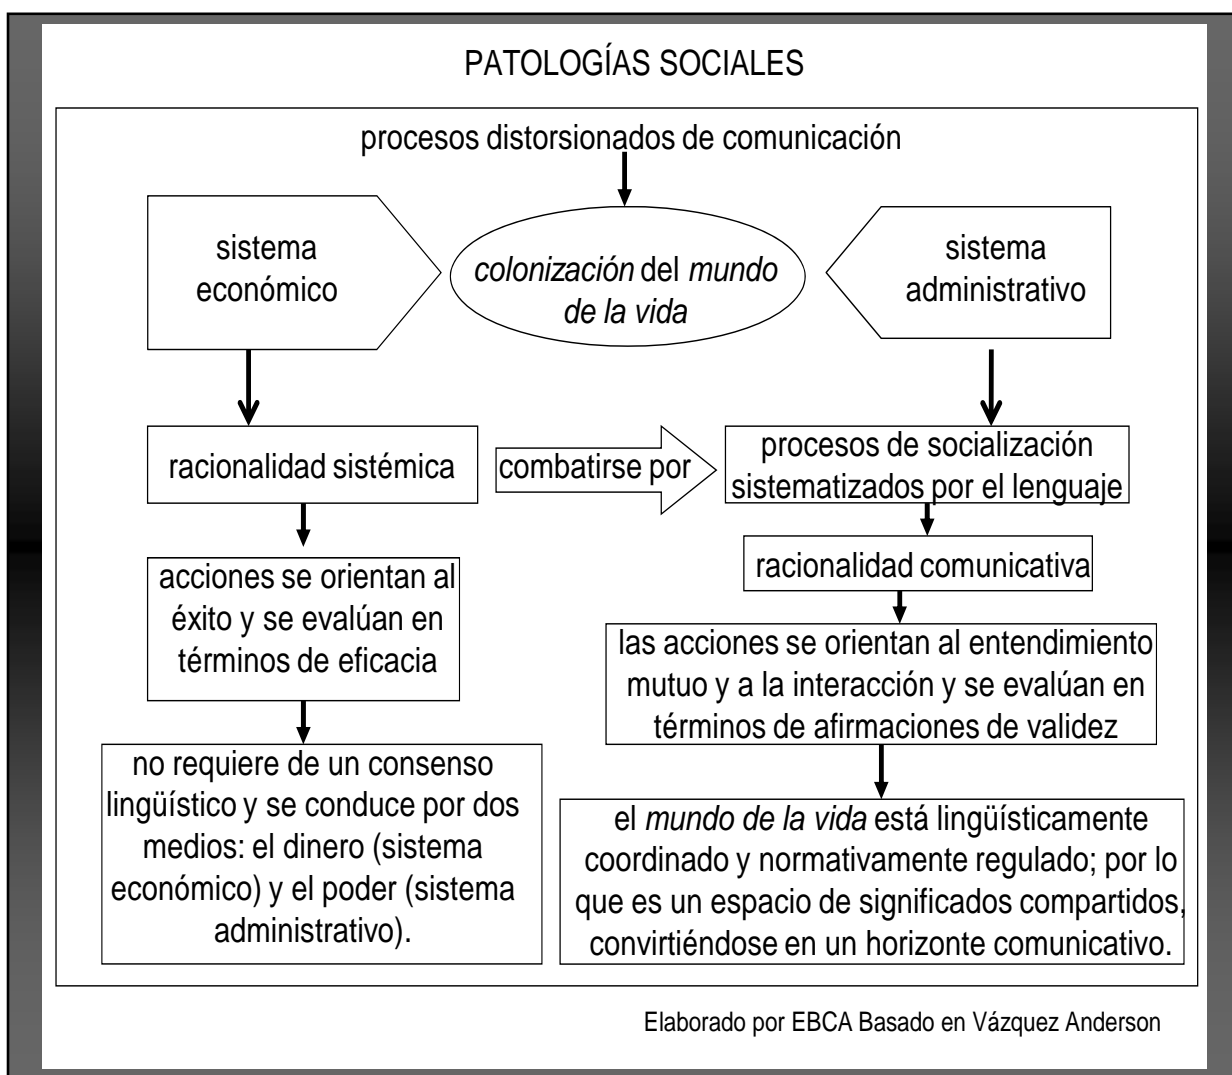 PATOLOGÍAS SOCIALES
procesos distorsionados de comunicación
sistema
económico
colonización del mundo
de la vida
sistema
administrativo
racionalidad sistémica
combatirse por
procesos de socialización
sistematizados por el lenguaje
racionalidad comunicativa
acciones se orientan al
éxito y se evalúan en
términos de eficacia
las acciones se orientan al entendimiento
mutuo y a la interacción y se evalúan en
términos de afirmaciones de validez
no requiere de un consenso
lingüístico y se conduce por dos
medios: el dinero (sistema
económico) y el poder (sistema
administrativo).
el mundo de la vida está lingüísticamente
coordinado y normativamente regulado; por lo
que es un espacio de significados compartidos,
convirtiéndose en un horizonte comunicativo.
Elaborado por EBCA Basado en Vázquez Anderson